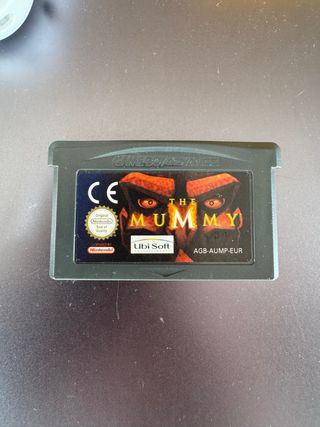 GAME BOY ADVANCE
CE
THE
MUMMY
Original
Nintendo
Seal of
Quality
Nintendo
Ubi Soft
AGB-AUMP-EUR